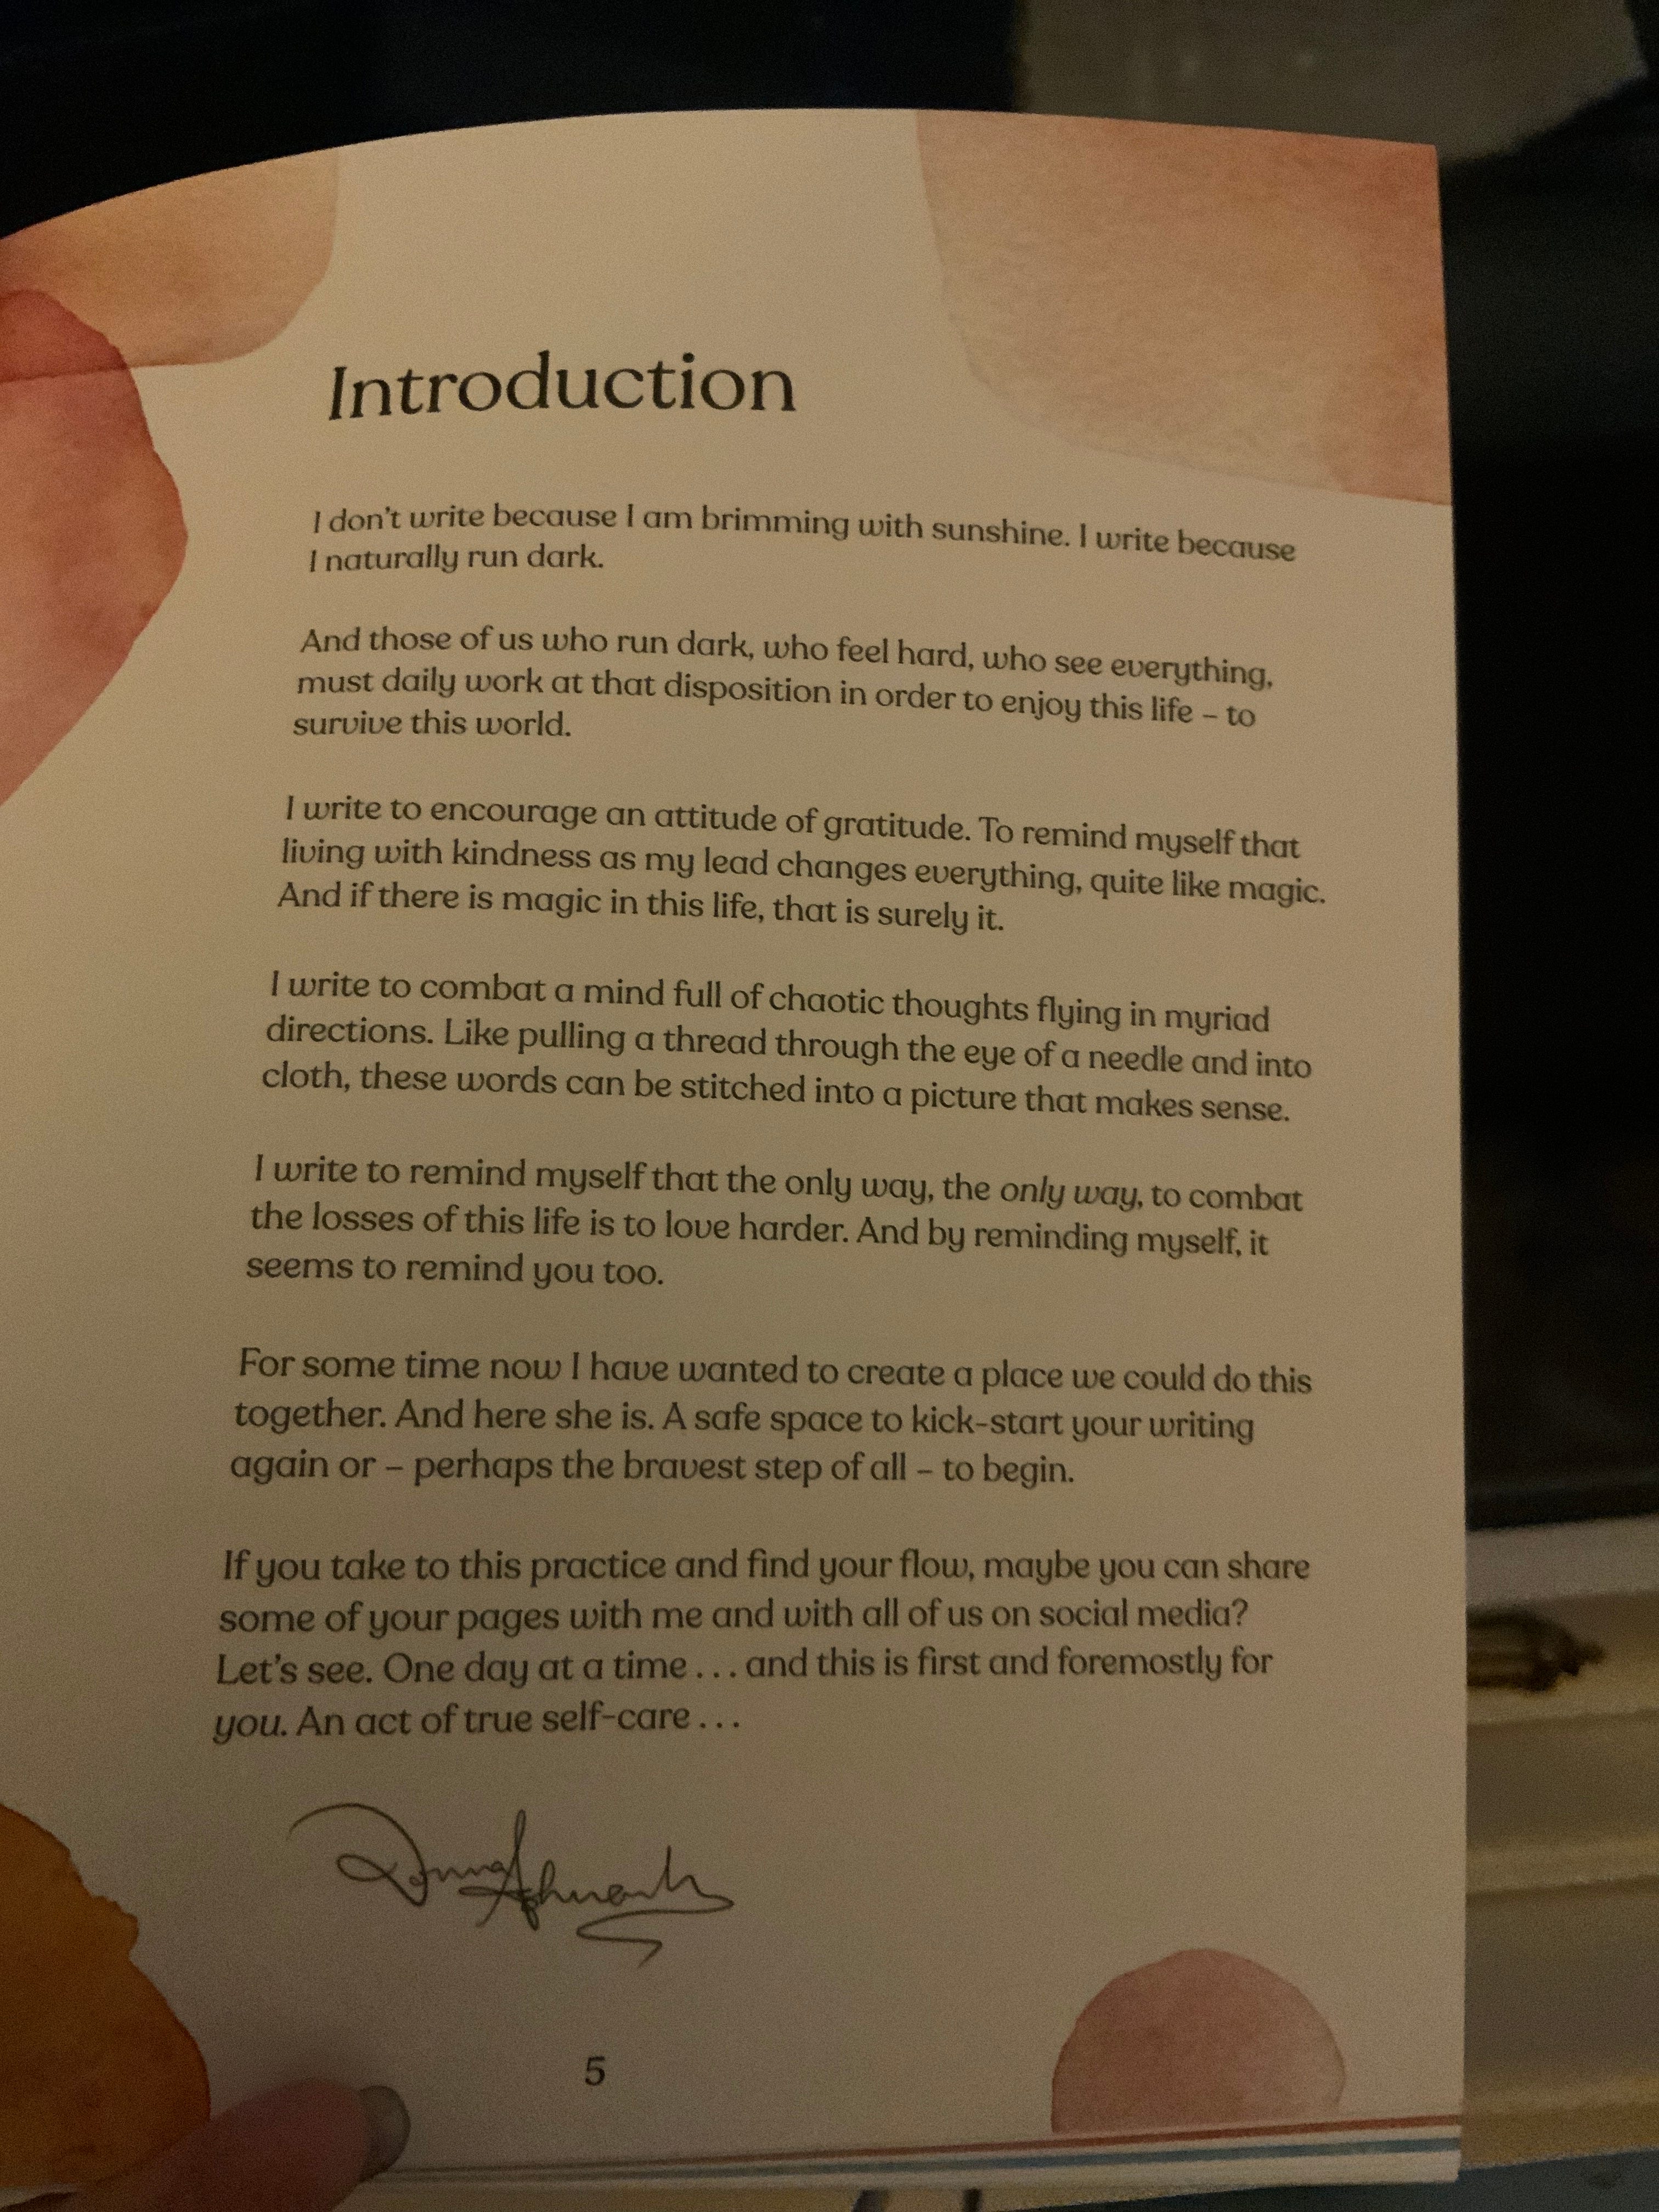 Introduction
I don't write because I am brimming with sunshine. I write because
I naturally run dark.
And those of us who run dark, who feel hard, who see everything,
must daily work at that disposition in order to enjoy this life – to
survive this world.
I write to encourage an attitude of gratitude. To remind myself that
living with kindness as my lead changes everything, quite like magic.
And if there is magic in this life, that is surely it.
I write to combat a mind full of chaotic thoughts flying in myriad
directions. Like pulling a thread through the eye of a needle and into
cloth, these words can be stitched into a picture that makes sense.
I write to remind myself that the only way, the only way, to combat
the losses of this life is to love harder. And by reminding myself, it
seems to remind you too.
For some time now I have wanted to create a place we could do this
together. And here she is. A safe space to kick-start your writing
again or – perhaps the bravest step of all – to begin.
If you take to this practice and find your flow, maybe you can share
some of your pages with me and with all of us on social media?
Let's see. One day at a time . . . and this is first and foremostly for
you. An act of true self-care . . .
Donna Ashworth
5